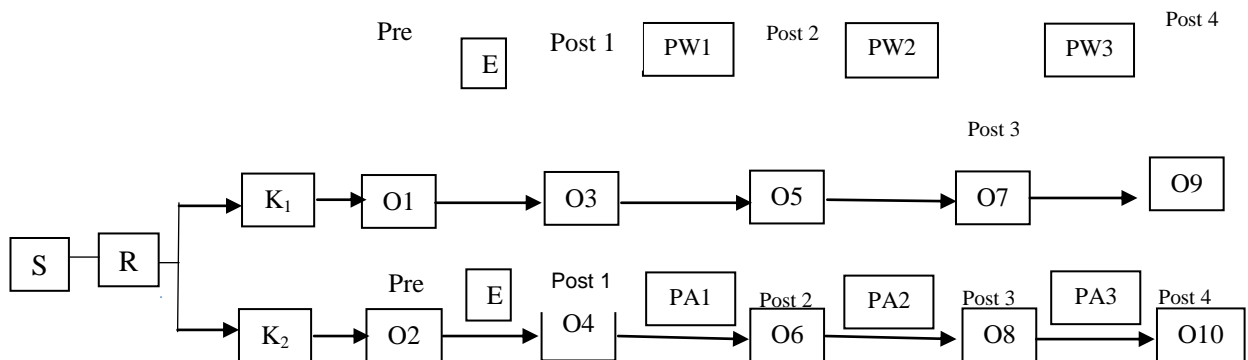 Pre E Post 1 PW1 Post 2 PW2 PW3 Post 4
Post 3
K1 O1 O3 O5 O7 O9
S R
Pre E Post 1 PA1 Post 2 PA2 Post 3 PA3 Post 4
K2 O2 O4 O6 O8 O10